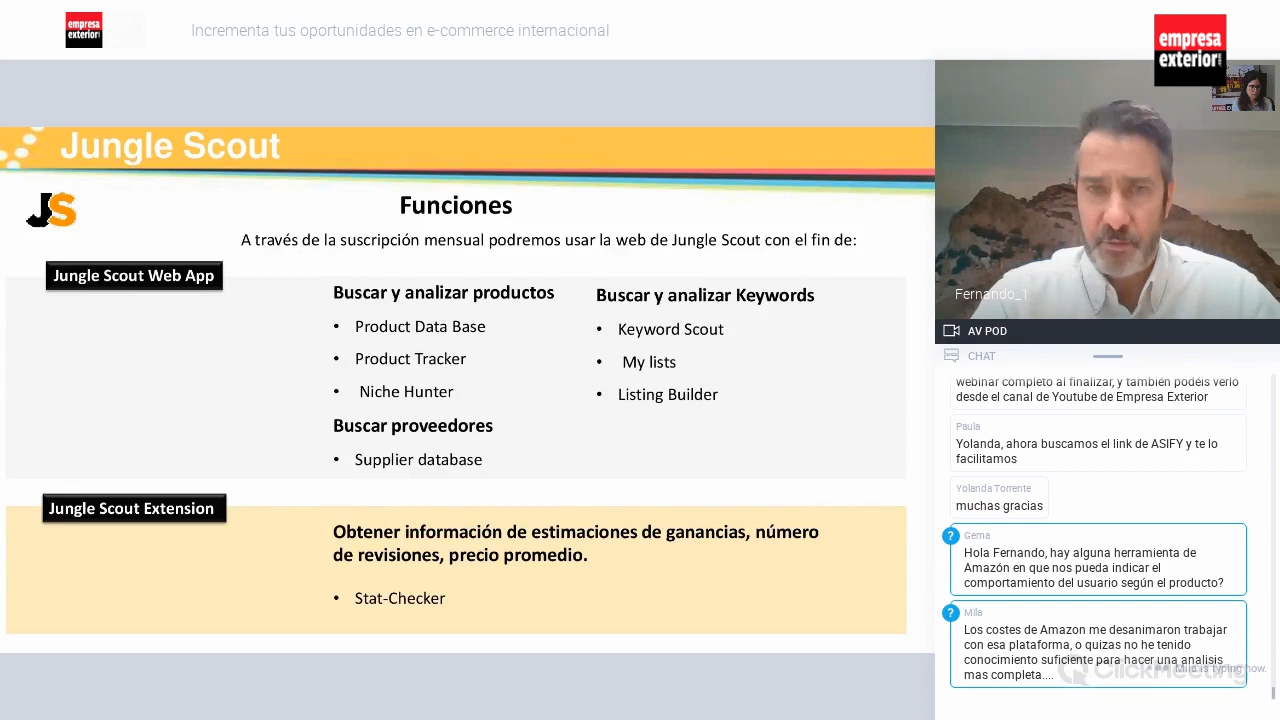 empresa
exterior
Incrementa tus oportunidades en e-commerce internacional
empresa
exterior
Jungle Scout
JS
Funciones
A través de la suscripción mensual podremos usar la web de Jungle Scout con el fin de:
Jungle Scout Web App
Buscar y analizar productos
• Product Data Base
• Product Tracker
• Niche Hunter
Buscar proveedores
• Supplier database
Buscar y analizar Keywords
• Keyword Scout
• My lists
• Listing Builder
Jungle Scout Extension
Obtener información de estimaciones de ganancias, número
de revisiones, precio promedio.
• Stat-Checker
Fernando_1
AV POD
CHAT
webinar completo al finalizar, y también podéis verlo
desde el canal de Youtube de Empresa Exterior
Paula
Yolanda, ahora buscamos el link de ASIFY y te lo
facilitamos
Yolanda Torrente
muchas gracias
?
Gema
Hola Fernando, hay alguna herramienta de
Amazón en que nos pueda indicar el
comportamiento del usuario según el producto?
?
Mila
Los costes de Amazon me desanimaron trabajar
con esa plataforma, o quizas no he tenido
conocimiento suficiente para hacer una analisis
mas completa....
Mila is typing now.
ClickMeeting